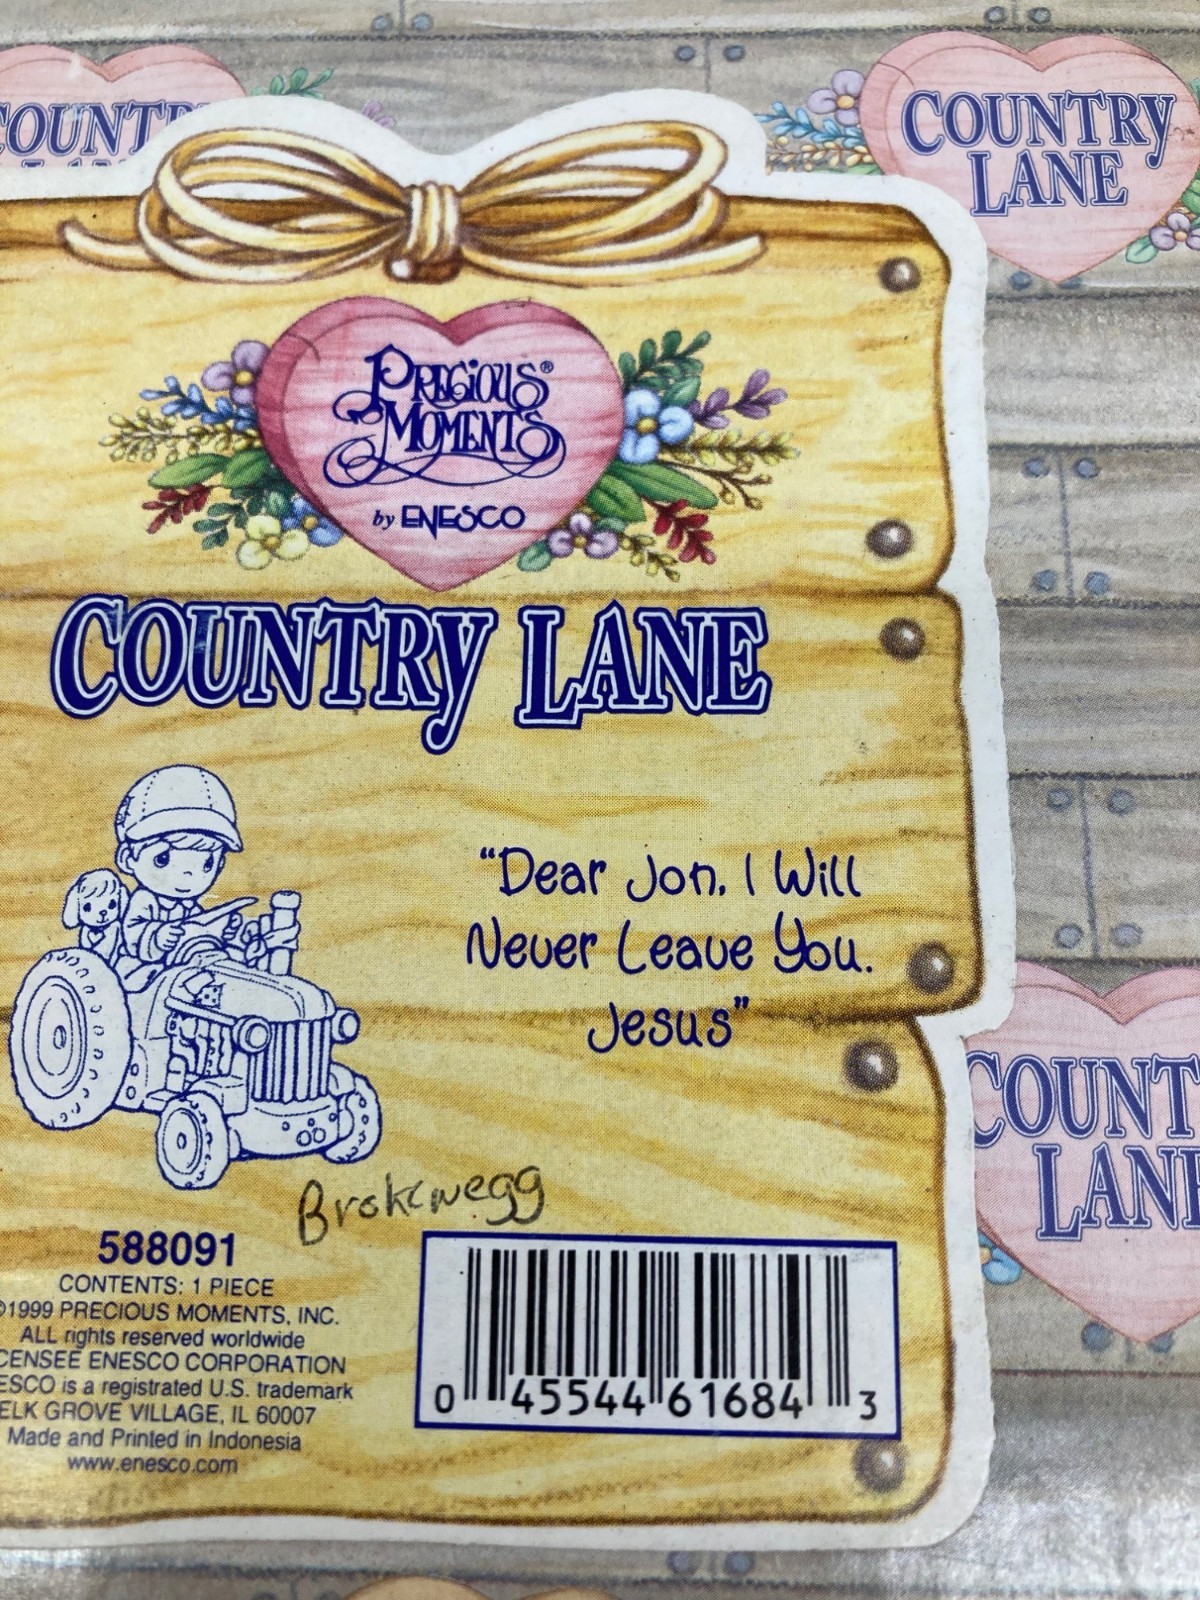 COUNTRY
COUNTRY
LANE
PRECIOUS®
MOMENTS
by ENESCO
COUNTRY LANE
"Dear Jon, I Will
Never Leave You.
Jesus"
COUNT
LANE
Brokenegg
588091
CONTENTS: 1 PIECE
©1999 PRECIOUS MOMENTS, INC.
ALL rights reserved worldwide
CENSEE ENESCO CORPORATION
ESCO is a registrated U.S. trademark
ELK GROVE VILLAGE, IL 60007
Made and Printed in Indonesia
www.enesco.com
0 45544 61684 3